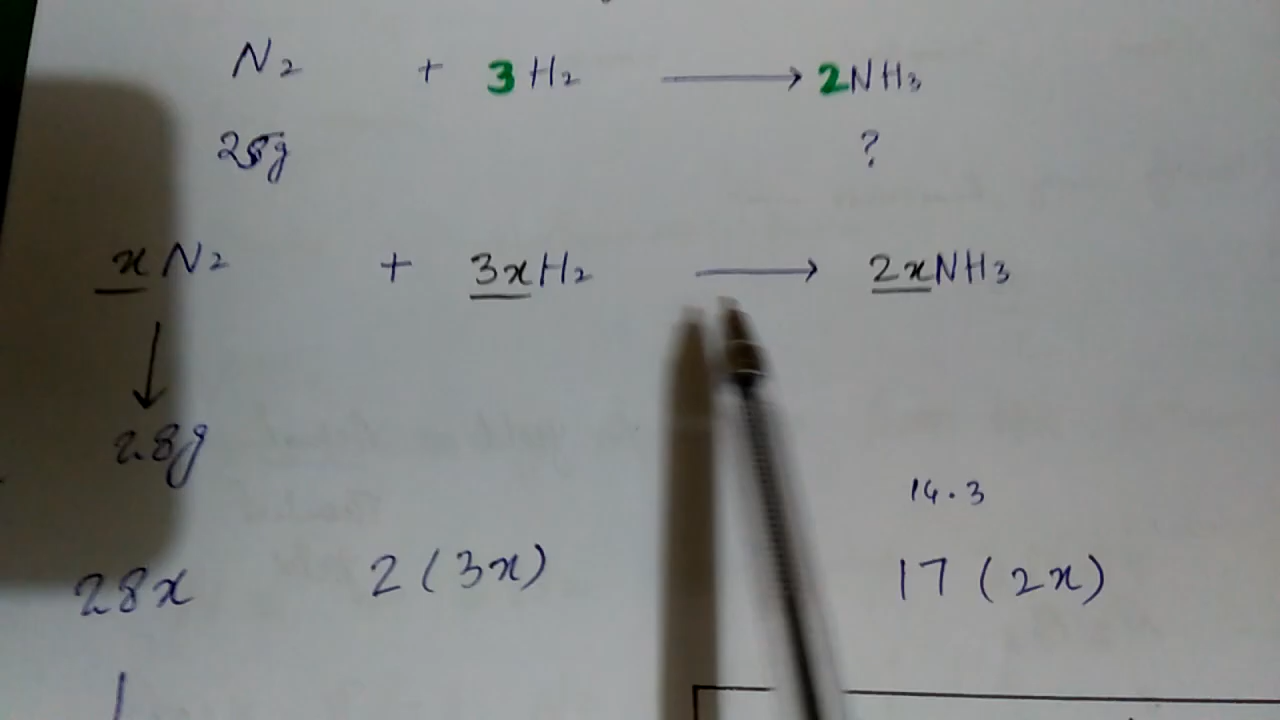 N2 + 3H2 → 2NH3
28g ?
xN2 + 3xH2 → 2xNH3
↓
28g
14.3
28x 2(3x) 17(2x)